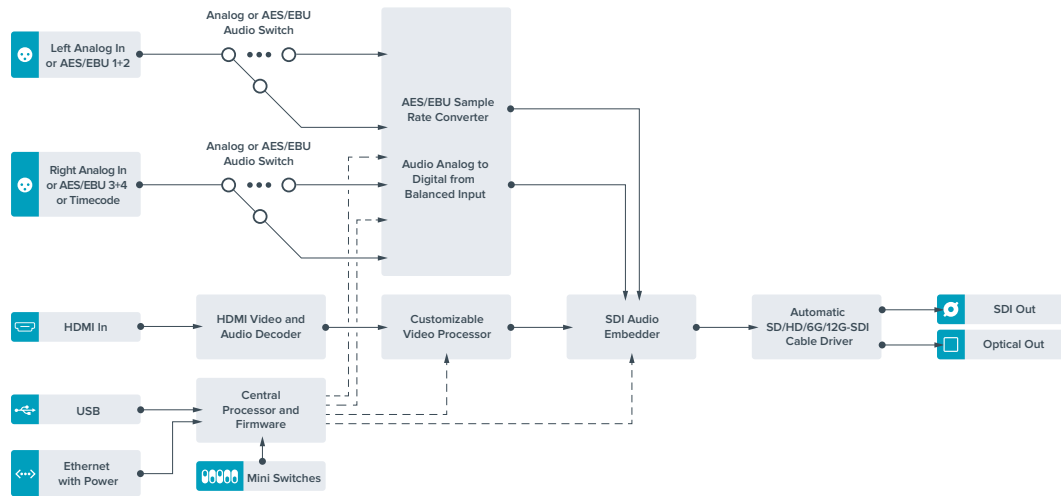 Analog or AES/EBU
Audio Switch
Left Analog In
or AES/EBU 1+2
AES/EBU Sample
Rate Converter
Analog or AES/EBU
Audio Switch
Right Analog In
or AES/EBU 3+4
or Timecode
Audio Analog to
Digital from
Balanced Input
HDMI In
HDMI Video and
Audio Decoder
Customizable
Video Processor
SDI Audio
Embedder
Automatic
SD/HD/6G/12G-SDI
Cable Driver
SDI Out
Optical Out
USB
Central
Processor and
Firmware
Ethernet
with Power
Mini Switches